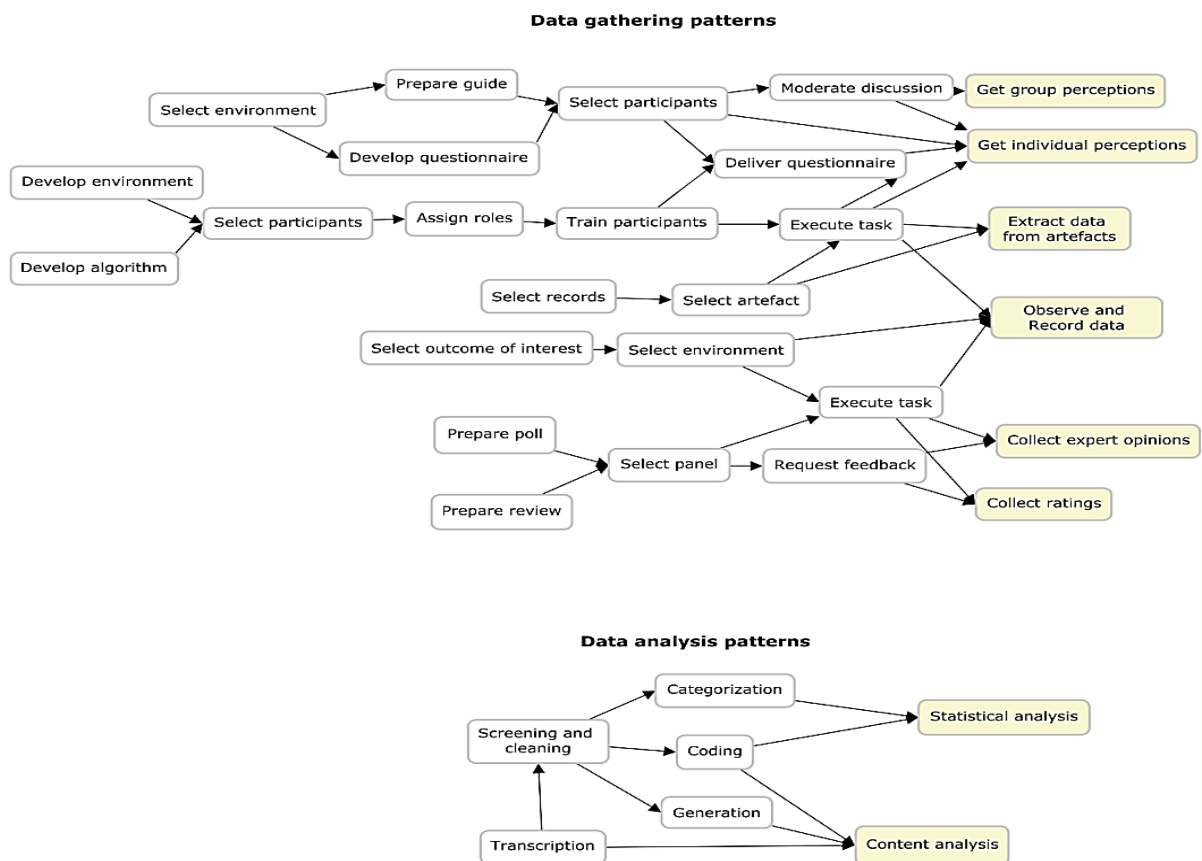 Data gathering patterns
Prepare guide
Moderate discussion
Get group perceptions
Select environment
Select participants
Develop questionnaire
Get individual perceptions
Deliver questionnaire
Develop environment
Select participants
Assign roles
Train participants
Execute task
Extract data
from artefacts
Develop algorithm
Select records
Select artefact
Observe and
Record data
Select outcome of interest
Select environment
Execute task
Prepare poll
Collect expert opinions
Select panel
Request feedback
Prepare review
Collect ratings
Data analysis patterns
Categorization
Statistical analysis
Screening and
cleaning
Coding
Generation
Transcription
Content analysis